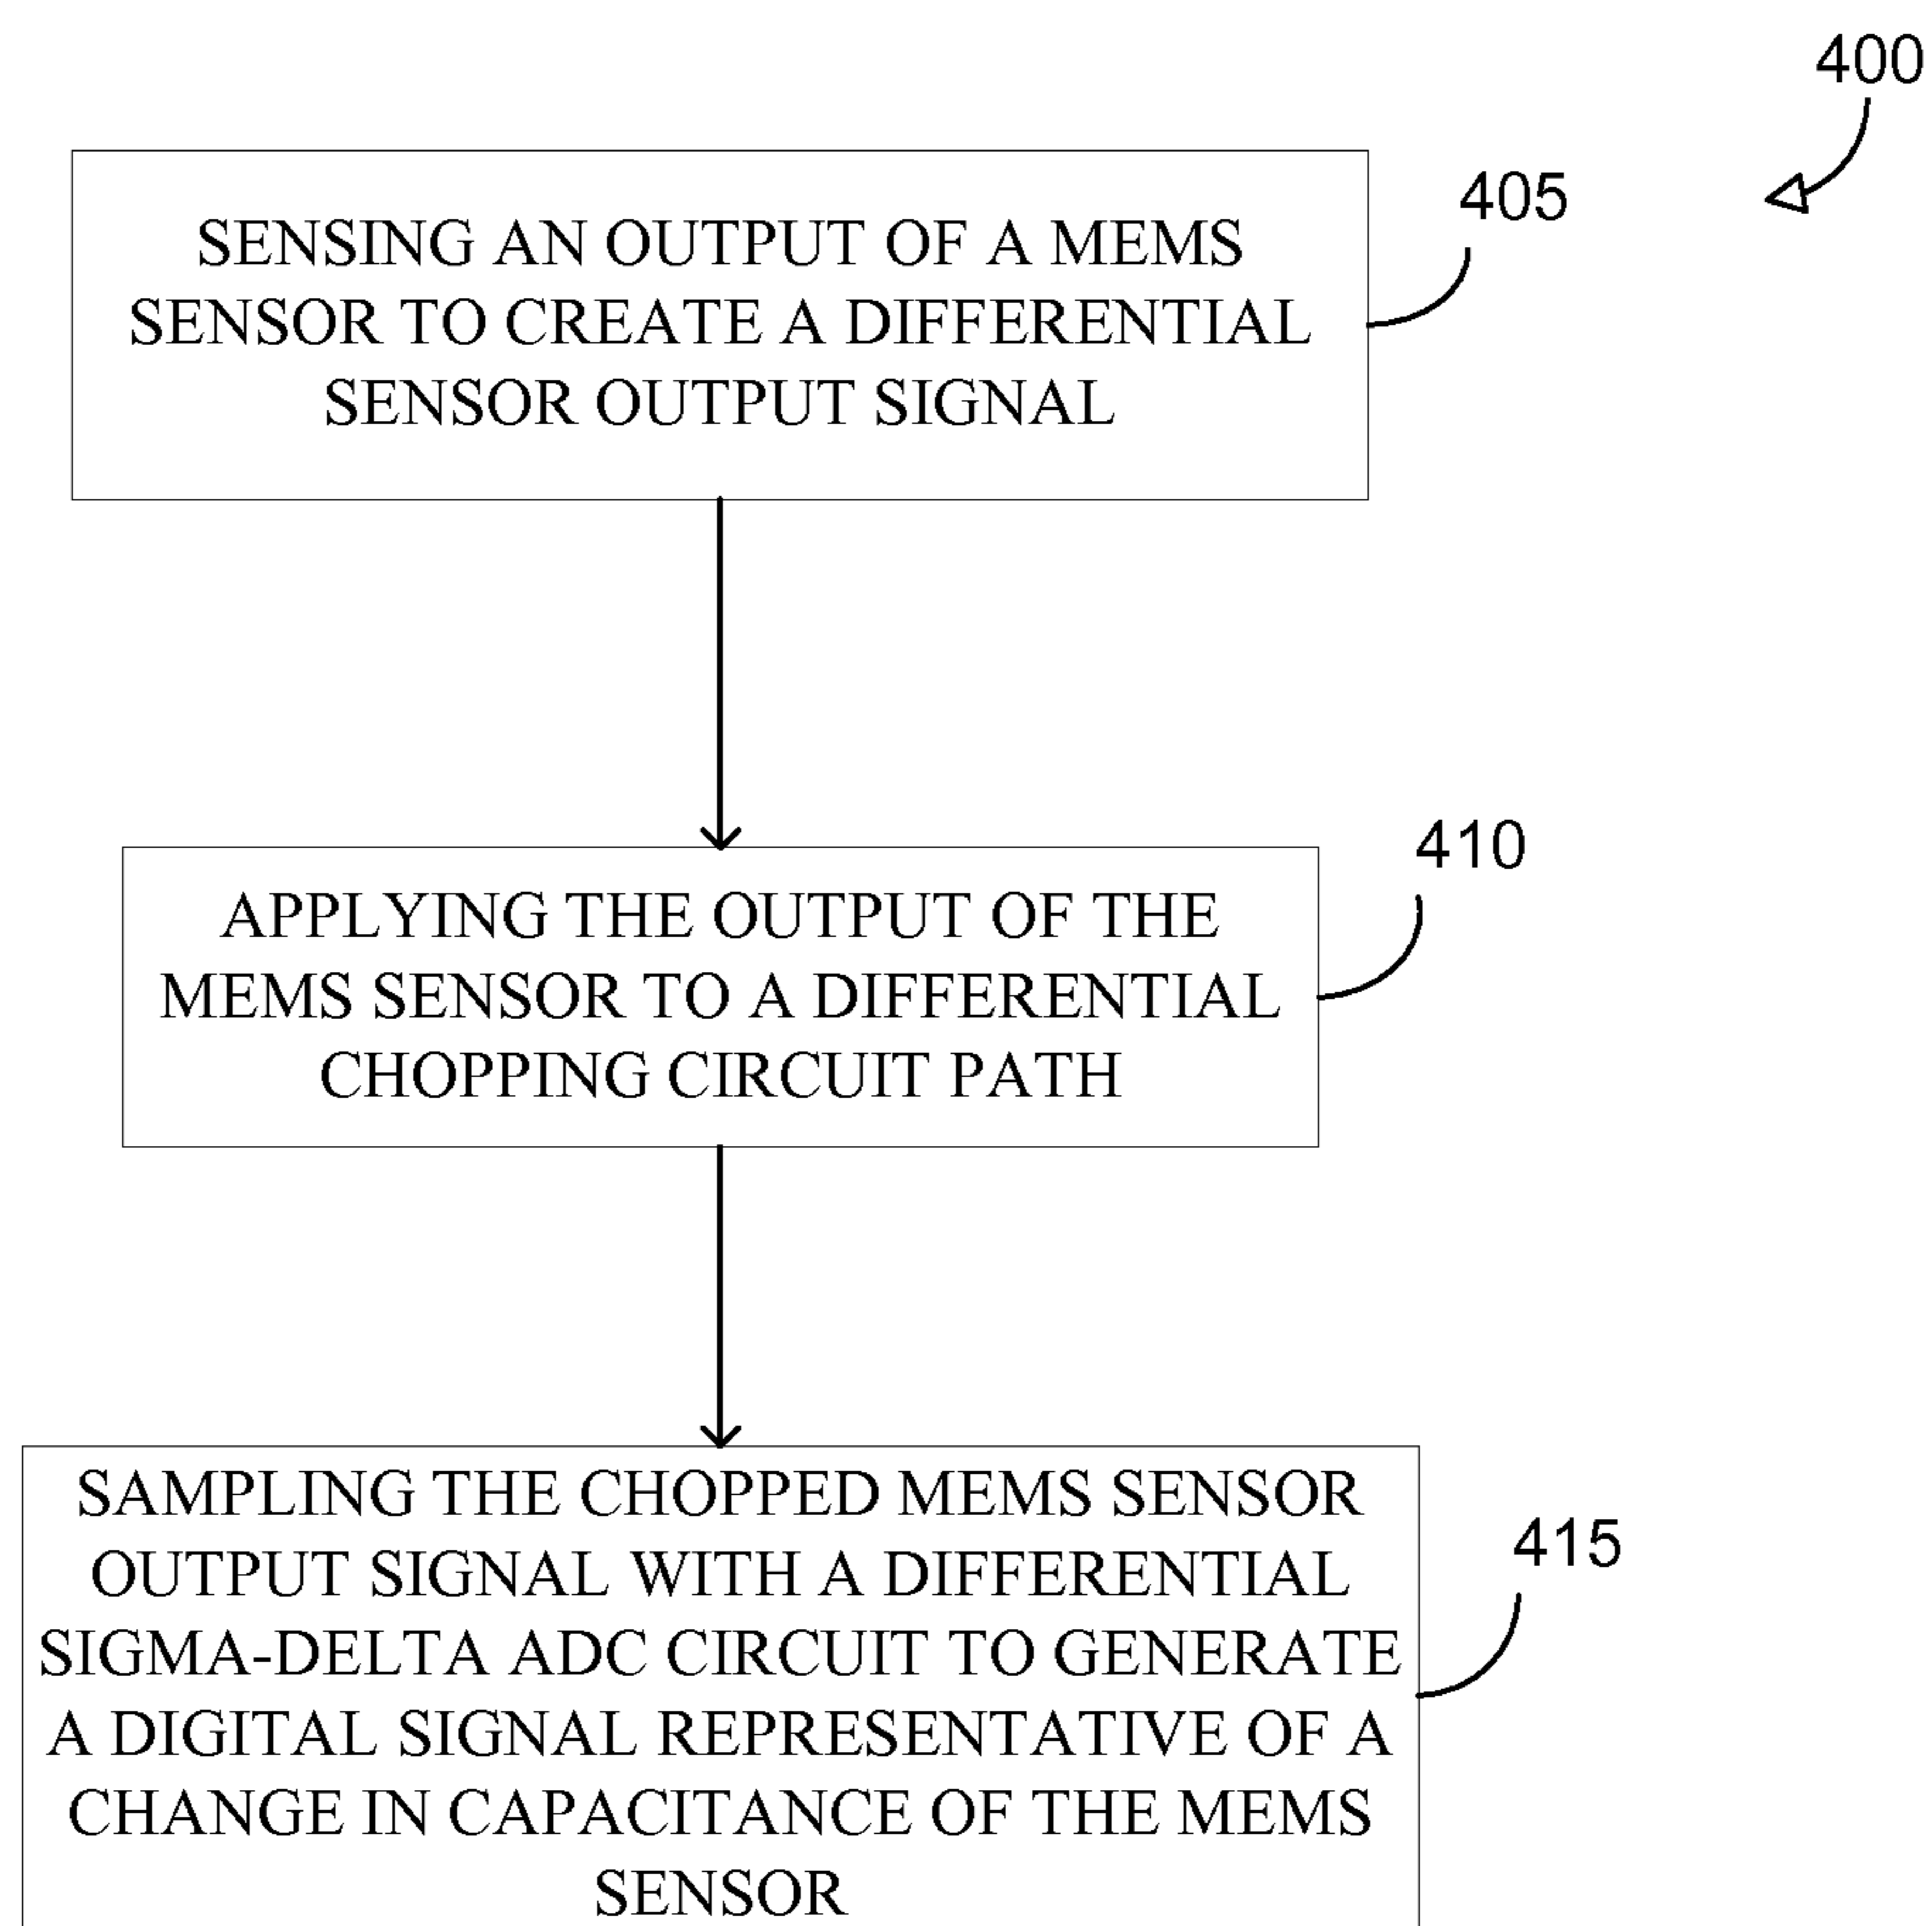 400
405
SENSING AN OUTPUT OF A MEMS
SENSOR TO CREATE A DIFFERENTIAL
SENSOR OUTPUT SIGNAL
410
APPLYING THE OUTPUT OF THE
MEMS SENSOR TO A DIFFERENTIAL
CHOPPING CIRCUIT PATH
SAMPLING THE CHOPPED MEMS SENSOR
415
OUTPUT SIGNAL WITH A DIFFERENTIAL
SIGMA-DELTA ADC CIRCUIT TO GENERATE
A DIGITAL SIGNAL REPRESENTATIVE OF A
CHANGE IN CAPACITANCE OF THE MEMS
SENSOR